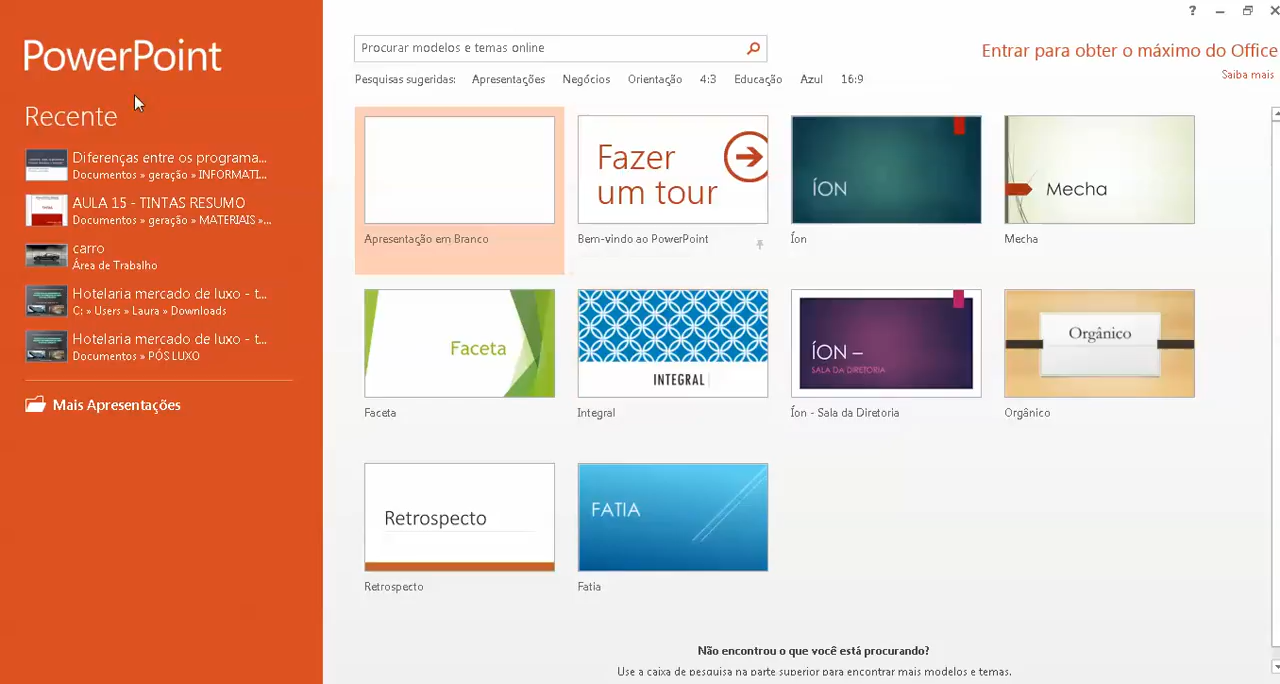 PowerPoint
Recente
Diferenças entre os programa...
Documentos » geração » INFORMATI...
AULA 15 - TINTAS RESUMO
Documentos » geração » MATERIAIS »...
carro
Área de Trabalho
Hotelaria mercado de luxo - t...
C: » Users » Laura » Downloads
Hotelaria mercado de luxo - t...
Documentos » PÓS LUXO
Mais Apresentações
?
Procurar modelos e temas online
Entrar para obter o máximo do Office
Saiba mais
Pesquisas sugeridas: Apresentações Negócios Orientação 4:3 Educação Azul 16:9
Fazer
um tour
ÍON
Mecha
Apresentação em Branco
Bem-vindo ao PowerPoint
Íon
Mecha
Faceta
INTEGRAL
ÍON –
SALA DA DIRETORIA
Orgânico
Faceta
Integral
Íon - Sala da Diretoria
Orgânico
Retrospecto
FATIA
Retrospecto
Fatia
Não encontrou o que você está procurando?
Use a caixa de pesquisa na parte superior para encontrar mais modelos e temas.